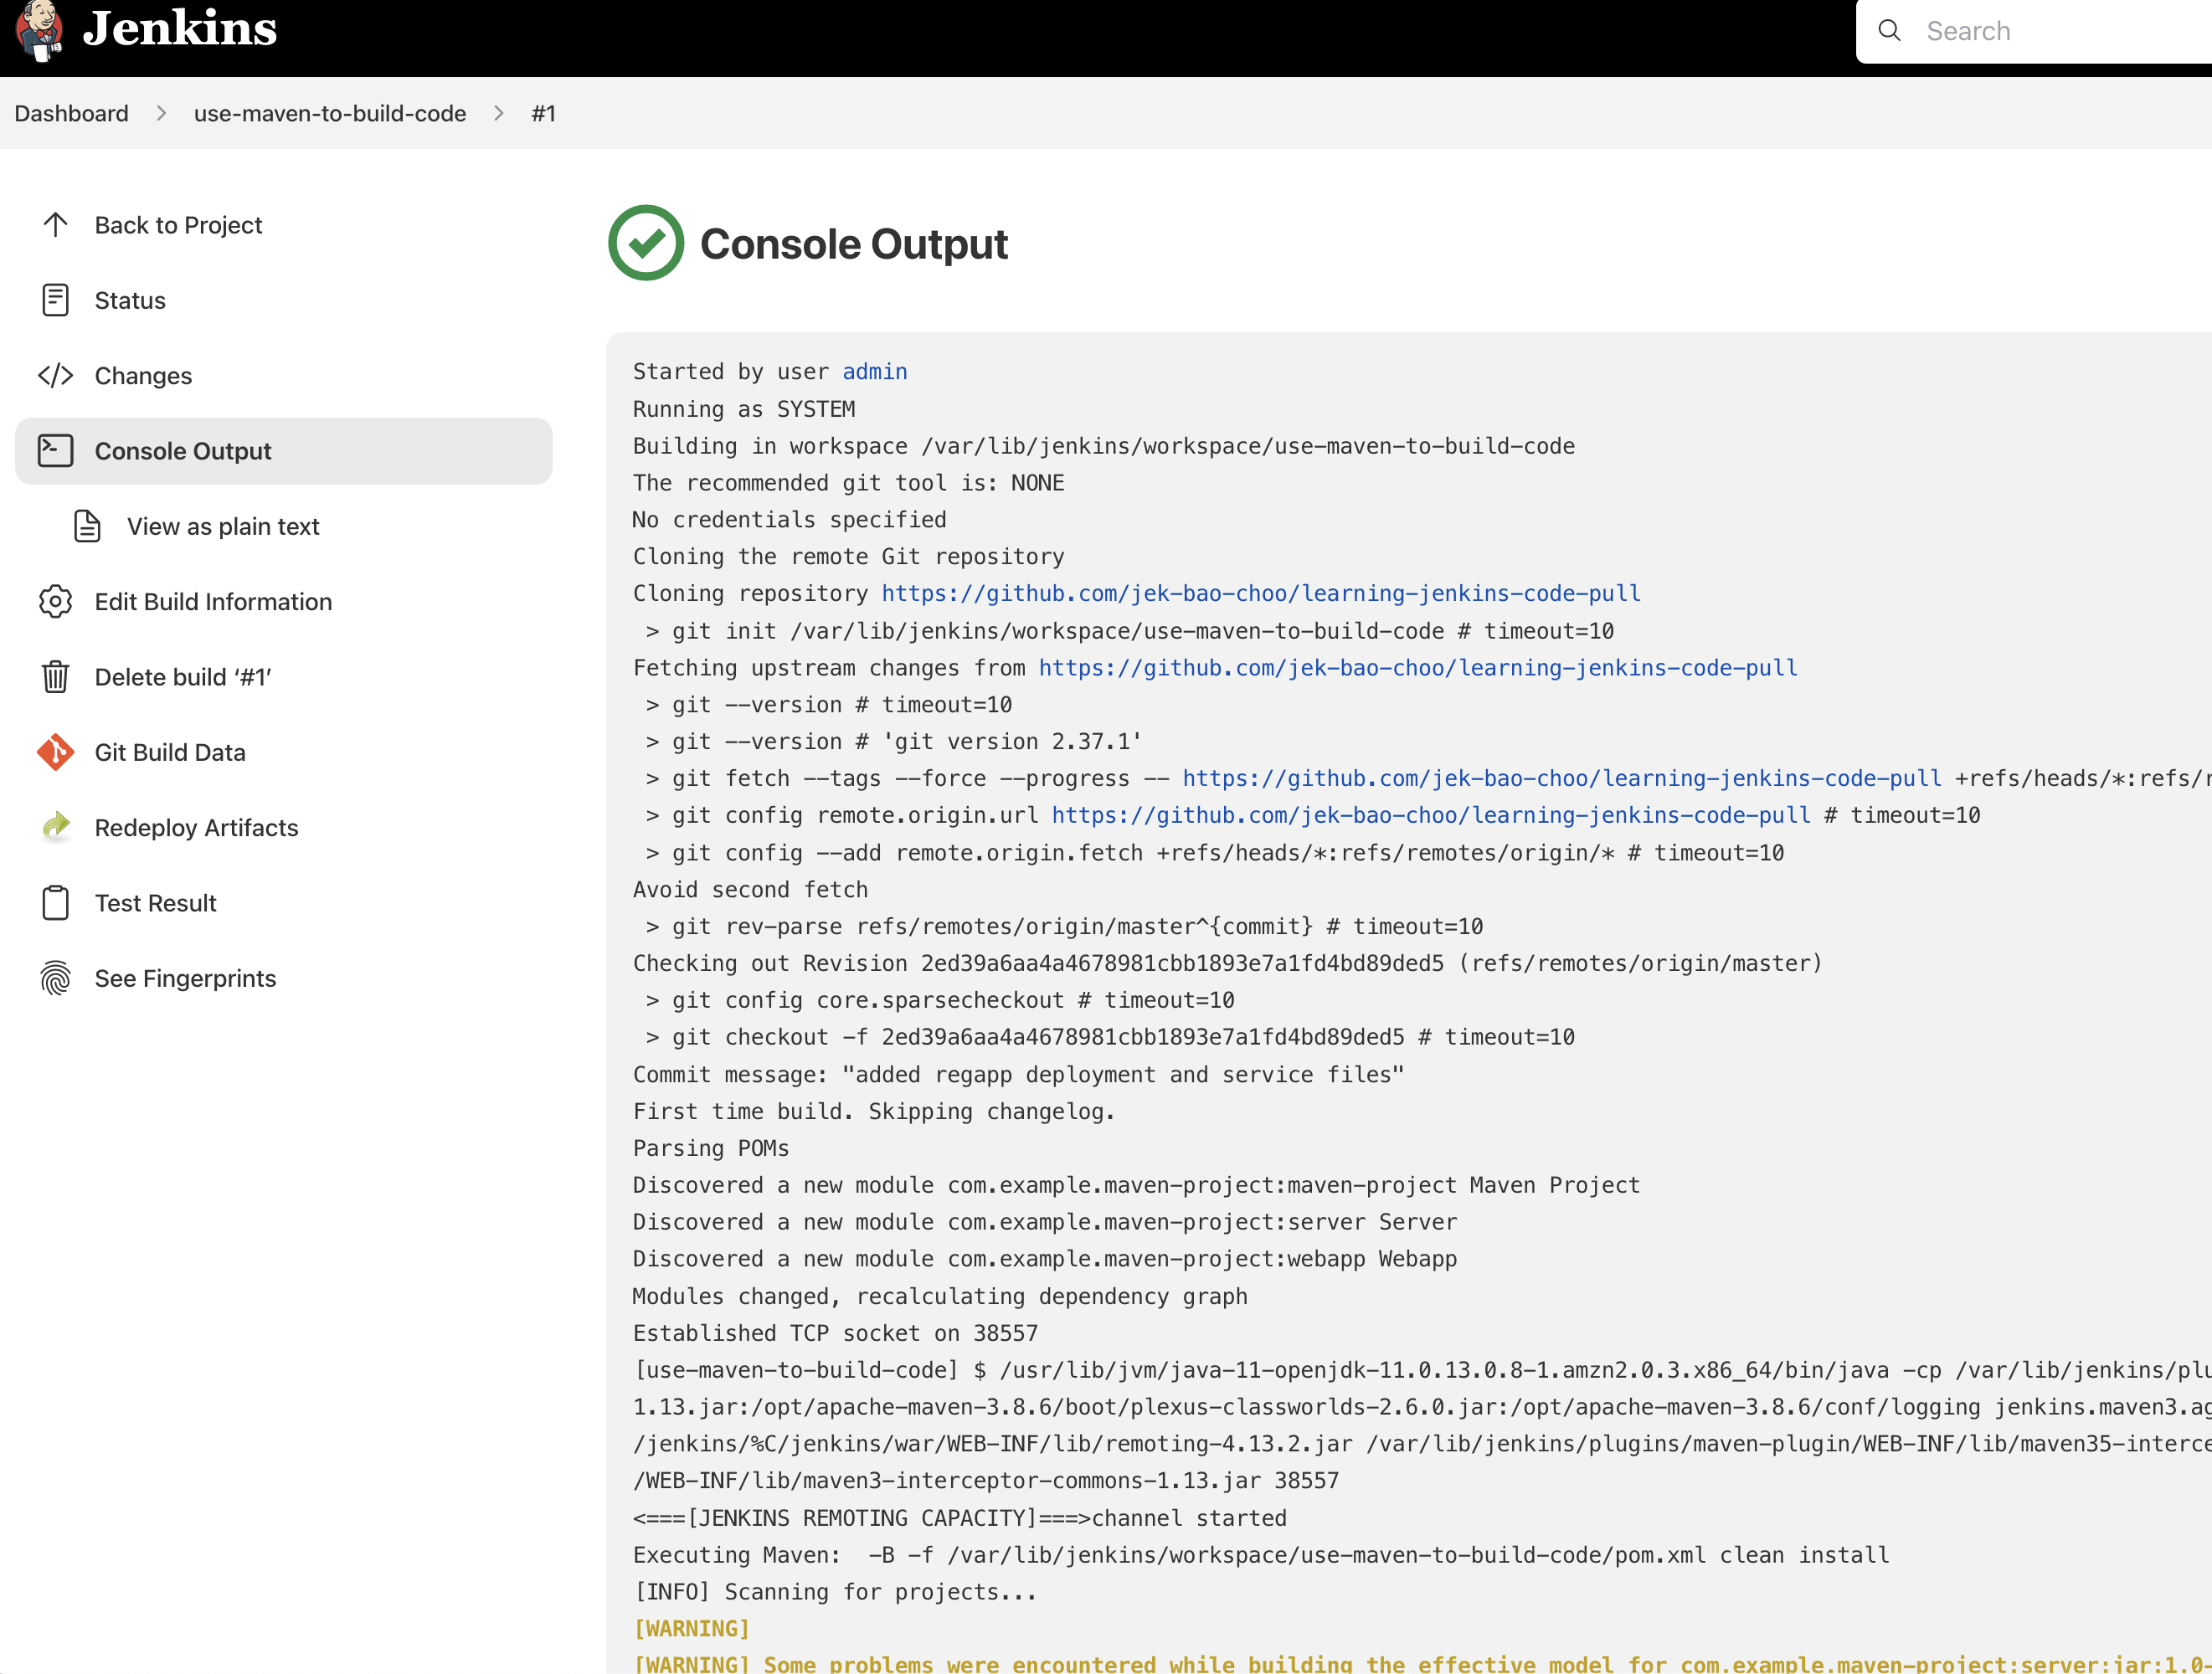 Jenkins
Search
Dashboard > use-maven-to-build-code > #1
Back to Project
Status
Changes
Console Output
View as plain text
Edit Build Information
Delete build ‘#1’
Git Build Data
Redeploy Artifacts
Test Result
See Fingerprints
Console Output
Started by user admin
Running as SYSTEM
Building in workspace /var/lib/jenkins/workspace/use-maven-to-build-code
The recommended git tool is: NONE
No credentials specified
Cloning the remote Git repository
Cloning repository https://github.com/jek-bao-choo/learning-jenkins-code-pull
 > git init /var/lib/jenkins/workspace/use-maven-to-build-code # timeout=10
Fetching upstream changes from https://github.com/jek-bao-choo/learning-jenkins-code-pull
 > git --version # timeout=10
 > git --version # 'git version 2.37.1'
 > git fetch --tags --force --progress -- https://github.com/jek-bao-choo/learning-jenkins-code-pull +refs/heads/*:refs/r
 > git config remote.origin.url https://github.com/jek-bao-choo/learning-jenkins-code-pull # timeout=10
 > git config --add remote.origin.fetch +refs/heads/*:refs/remotes/origin/* # timeout=10
Avoid second fetch
 > git rev-parse refs/remotes/origin/master^{commit} # timeout=10
Checking out Revision 2ed39a6aa4a4678981cbb1893e7a1fd4bd89ded5 (refs/remotes/origin/master)
 > git config core.sparsecheckout # timeout=10
 > git checkout -f 2ed39a6aa4a4678981cbb1893e7a1fd4bd89ded5 # timeout=10
Commit message: "added regapp deployment and service files"
First time build. Skipping changelog.
Parsing POMs
Discovered a new module com.example.maven-project:maven-project Maven Project
Discovered a new module com.example.maven-project:server Server
Discovered a new module com.example.maven-project:webapp Webapp
Modules changed, recalculating dependency graph
Established TCP socket on 38557
[use-maven-to-build-code] $ /usr/lib/jvm/java-11-openjdk-11.0.13.0.8-1.amzn2.0.3.x86_64/bin/java -cp /var/lib/jenkins/plu
1.13.jar:/opt/apache-maven-3.8.6/boot/plexus-classworlds-2.6.0.jar:/opt/apache-maven-3.8.6/conf/logging jenkins.maven3.ag
/jenkins/%C/jenkins/war/WEB-INF/lib/remoting-4.13.2.jar /var/lib/jenkins/plugins/maven-plugin/WEB-INF/lib/maven35-interce
/WEB-INF/lib/maven3-interceptor-commons-1.13.jar 38557
<===[JENKINS REMOTING CAPACITY]===>channel started
Executing Maven:  -B -f /var/lib/jenkins/workspace/use-maven-to-build-code/pom.xml clean install
[INFO] Scanning for projects...
[WARNING]
[WARNING] Some problems were encountered while building the effective model for com.example.maven-project:server:jar:1.0